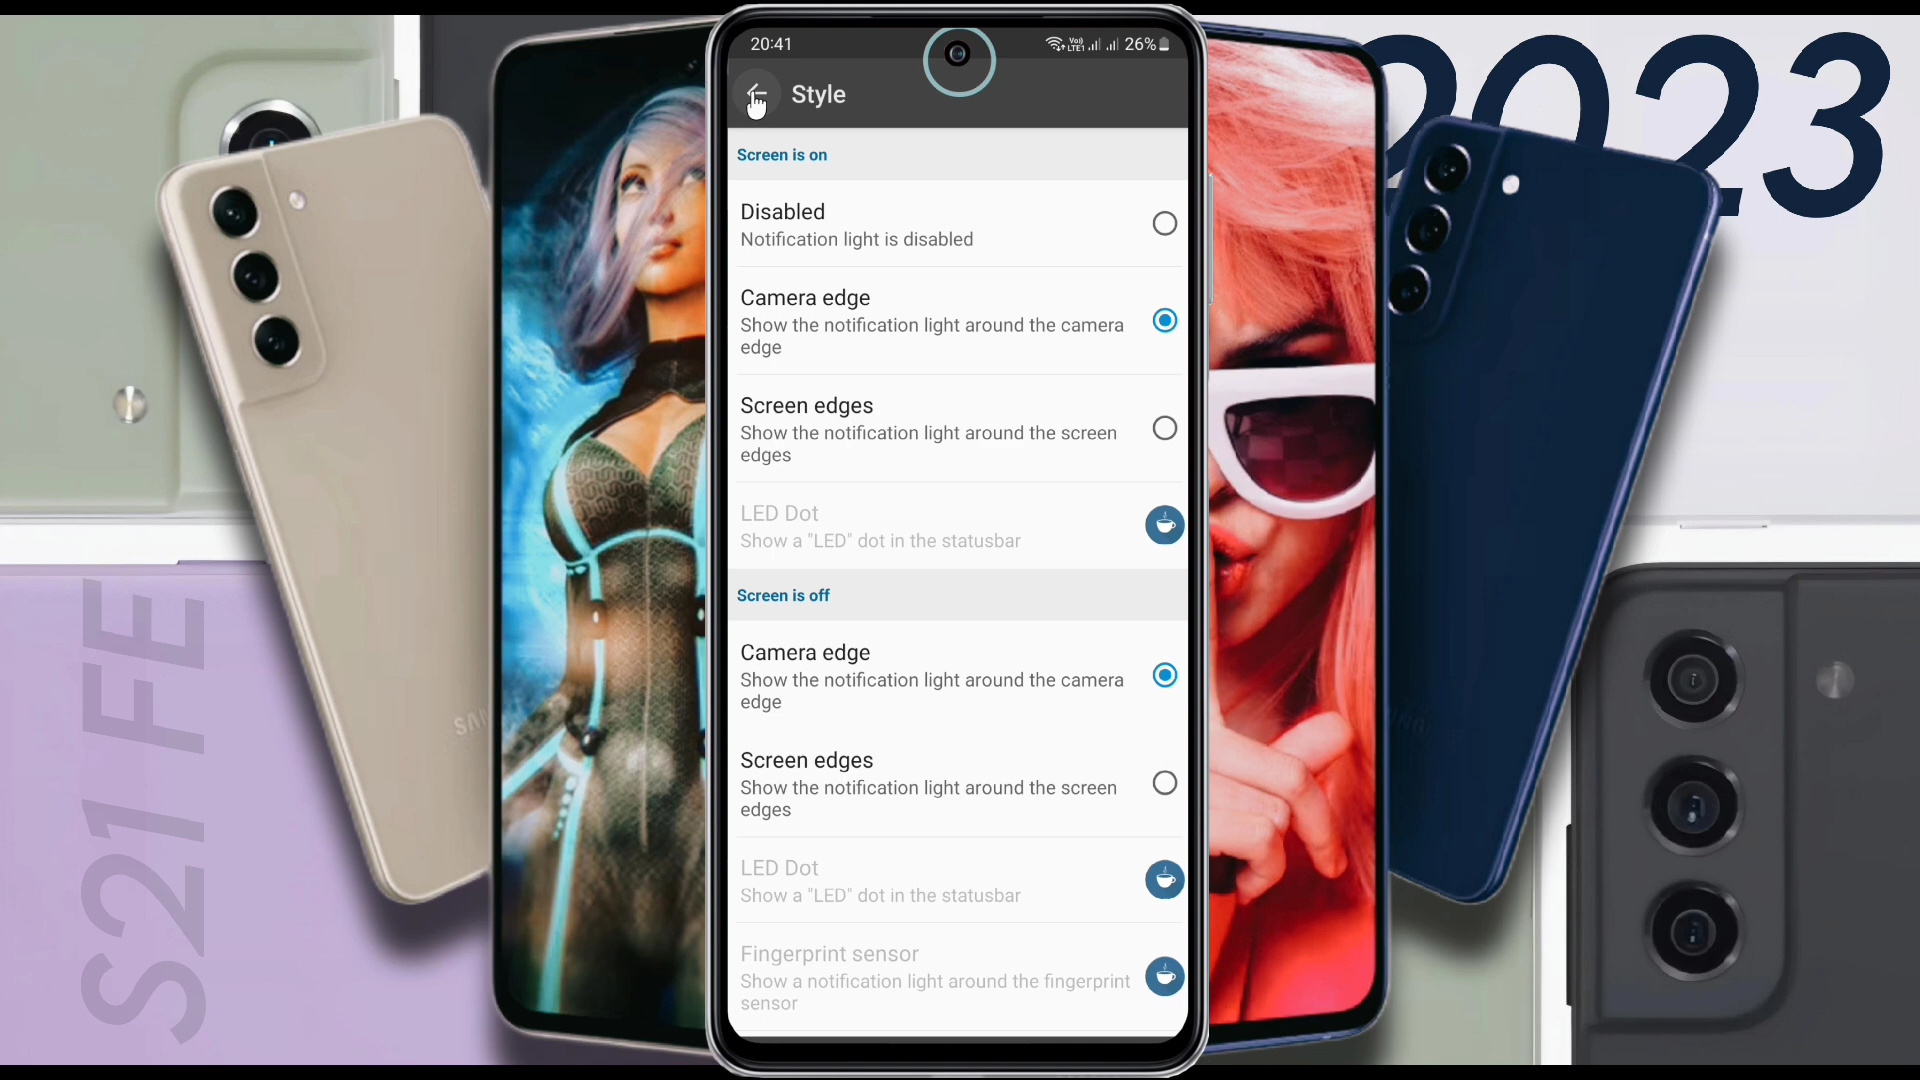 2023
S21 FE
20:41
Vo)) LTE1
26%
Style
Screen is on
Disabled
Notification light is disabled
Camera edge
Show the notification light around the camera
edge
Screen edges
Show the notification light around the screen
edges
LED Dot
Show a "LED" dot in the statusbar
Screen is off
Camera edge
Show the notification light around the camera
edge
Screen edges
Show the notification light around the screen
edges
LED Dot
Show a "LED" dot in the statusbar
Fingerprint sensor
Show a notification light around the fingerprint
sensor